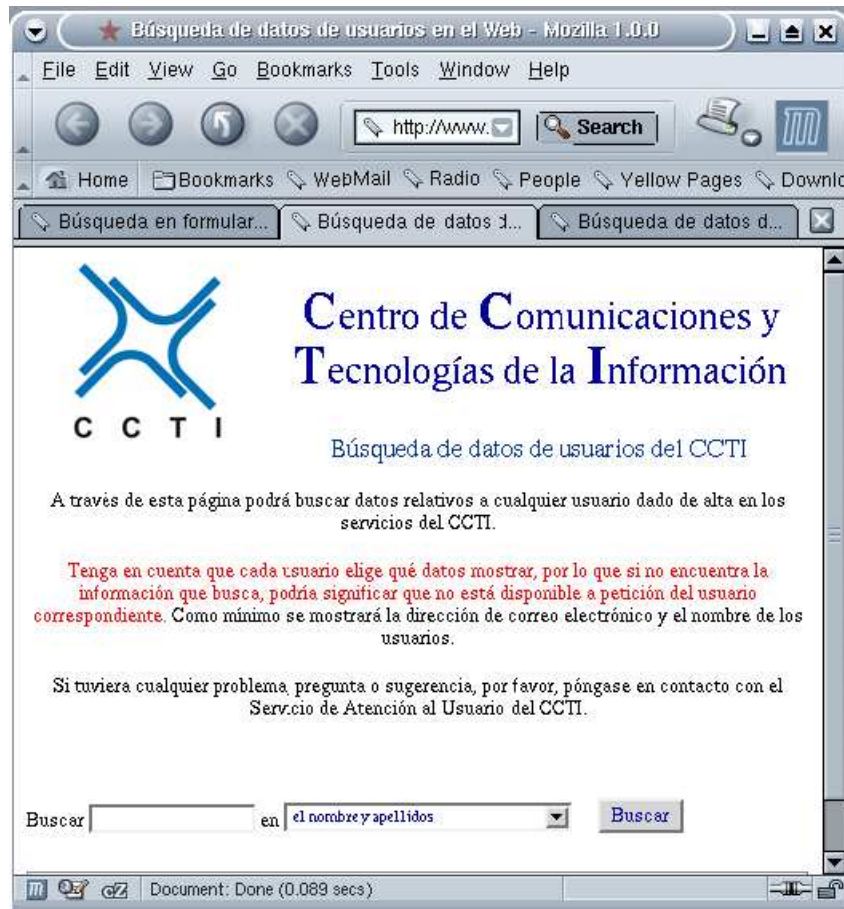 Búsqueda de datos de usuarios en el Web - Mozilla 1.0.0
File Edit View Go Bookmarks Tools Window Help
http://www. Search
Home Bookmarks WebMail Radio People Yellow Pages Downlo
Búsqueda en formular... Búsqueda de datos d... Búsqueda de datos d...
Centro de Comunicaciones y
Tecnologías de la Información
C C T I
Búsqueda de datos de usuarios del CCTI
A través de esta página podrá buscar datos relativos a cualquier usuario dado de alta en los
servicios del CCTI.
Tenga en cuenta que cada usuario elige qué datos mostrar, por lo que si no encuentra la
información que busca, podría significar que no está disponible a petición del usuario
correspondiente. Como mínimo se mostrará la dirección de correo electrónico y el nombre de los
usuarios.
Si tuviera cualquier problema, pregunta o sugerencia, por favor, póngase en contacto con el
Servicio de Atención al Usuario del CCTI.
Buscar en el nombre y apellidos Buscar
Document: Done (0.089 secs)